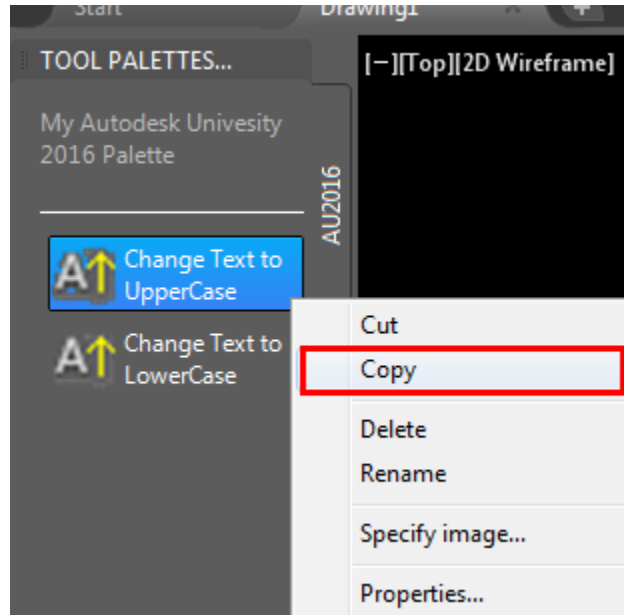 Start
Drawing1
TOOL PALETTES...
[−][Top][2D Wireframe]
My Autodesk Univesity
2016 Palette
AU2016
Change Text to
UpperCase
Change Text to
LowerCase
Cut
Copy
Delete
Rename
Specify image...
Properties...